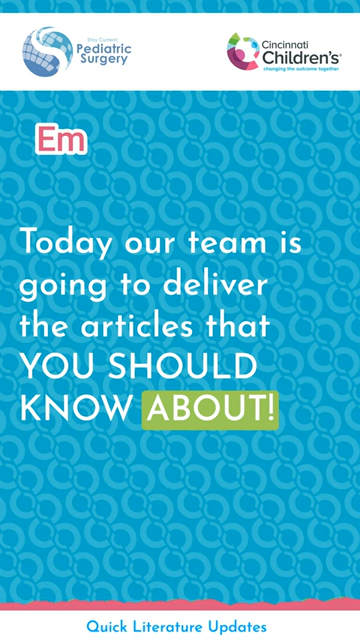 Stay Current
Pediatric
Surgery
Cincinnati
Children's
changing the outcome together
Em
Today our team is
going to deliver
the articles that
YOU SHOULD
KNOW ABOUT!
Quick Literature Updates